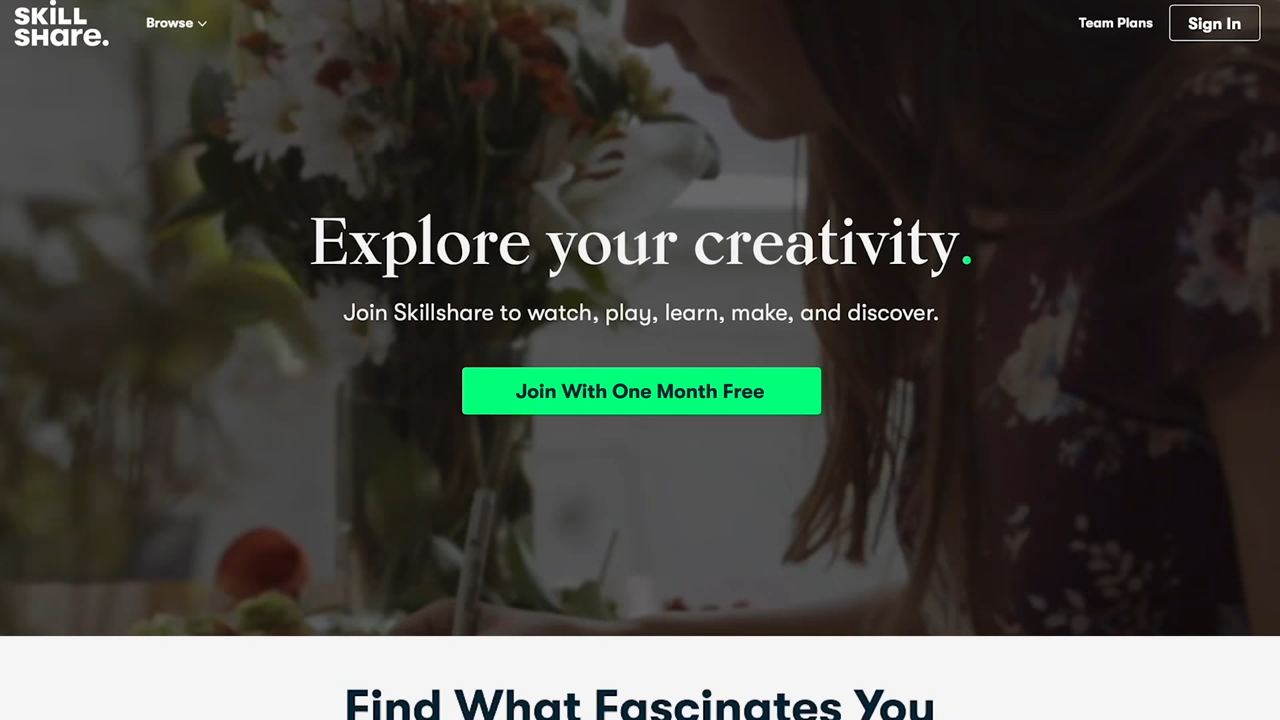 SKiLL
SHare.
Browse
Team Plans
Sign In
Explore your creativity.
Join Skillshare to watch, play, learn, make, and discover.
Join With One Month Free
Find What Fascinates You